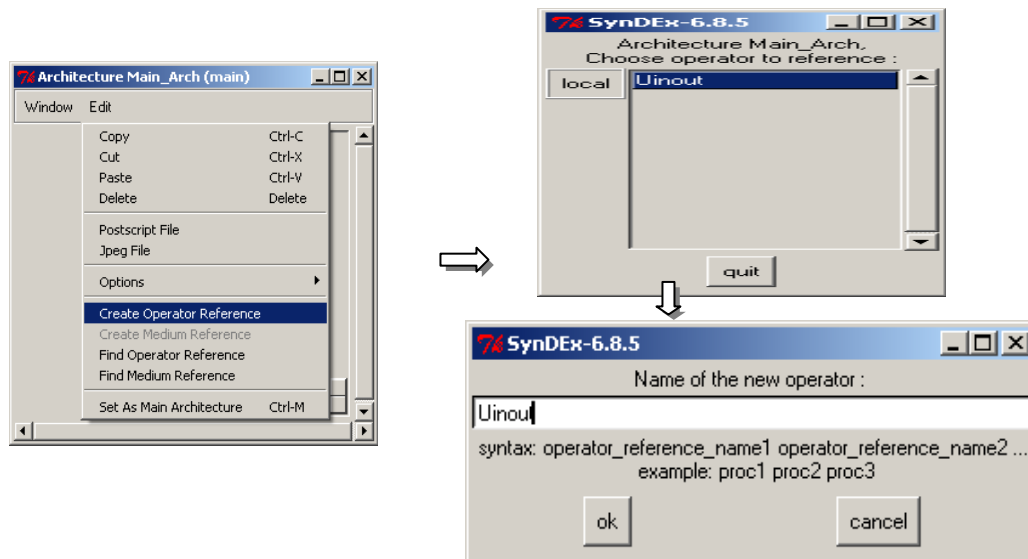 Architecture Main_Arch (main)
Window Edit
Copy Ctrl-C
Cut Ctrl-X
Paste Ctrl-V
Delete Delete
Postscript File
Jpeg File
Options
Create Operator Reference
Create Medium Reference
Find Operator Reference
Find Medium Reference
Set As Main Architecture Ctrl-M
SynDEx-6.8.5
Architecture Main_Arch,
Choose operator to reference :
local Uinout
quit
SynDEx-6.8.5
Name of the new operator :
Uinout
syntax: operator_reference_name1 operator_reference_name2 ...
example: proc1 proc2 proc3
ok cancel